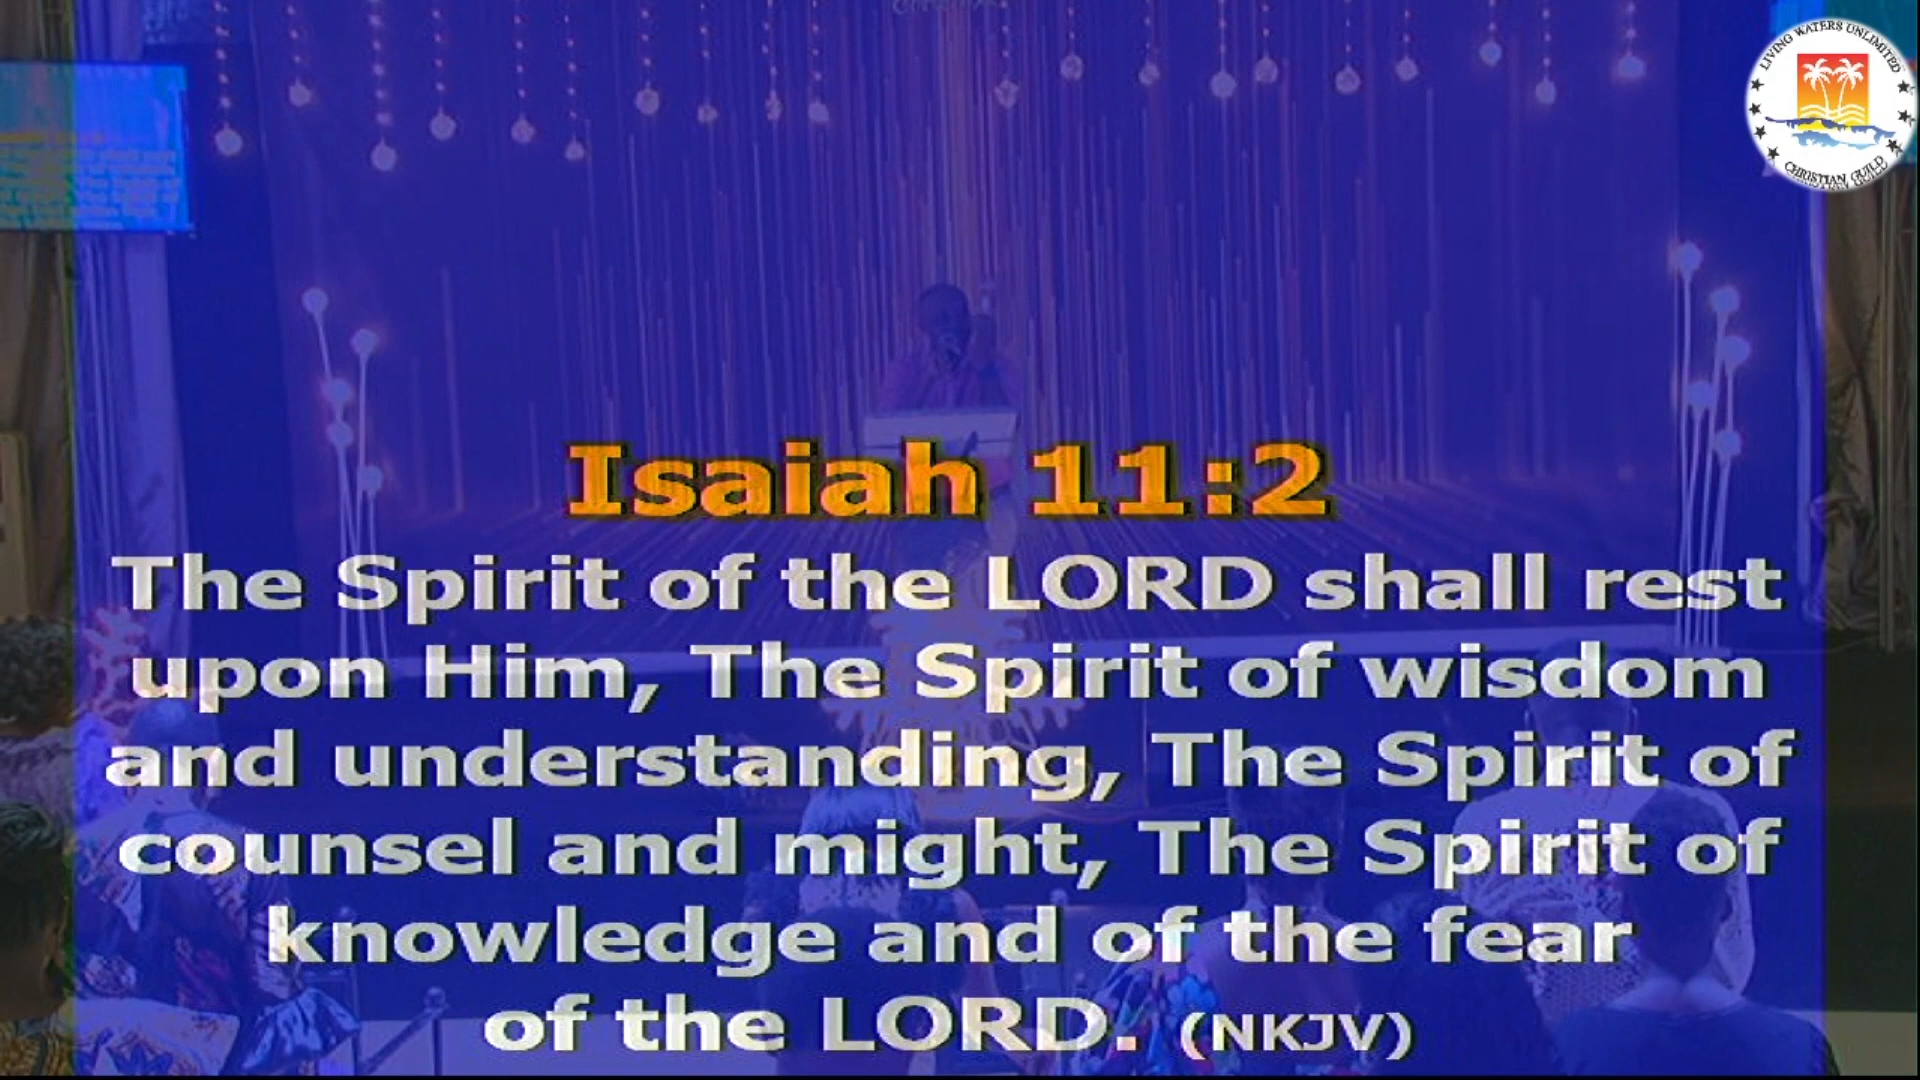 LIVING WATERS UNLIMITED
CHRISTIAN GUILD
Isaiah 11:2
The Spirit of the LORD shall rest
upon Him, The Spirit of wisdom
and understanding, The Spirit of
counsel and might, The Spirit of
knowledge and of the fear
of the LORD. (NKJV)